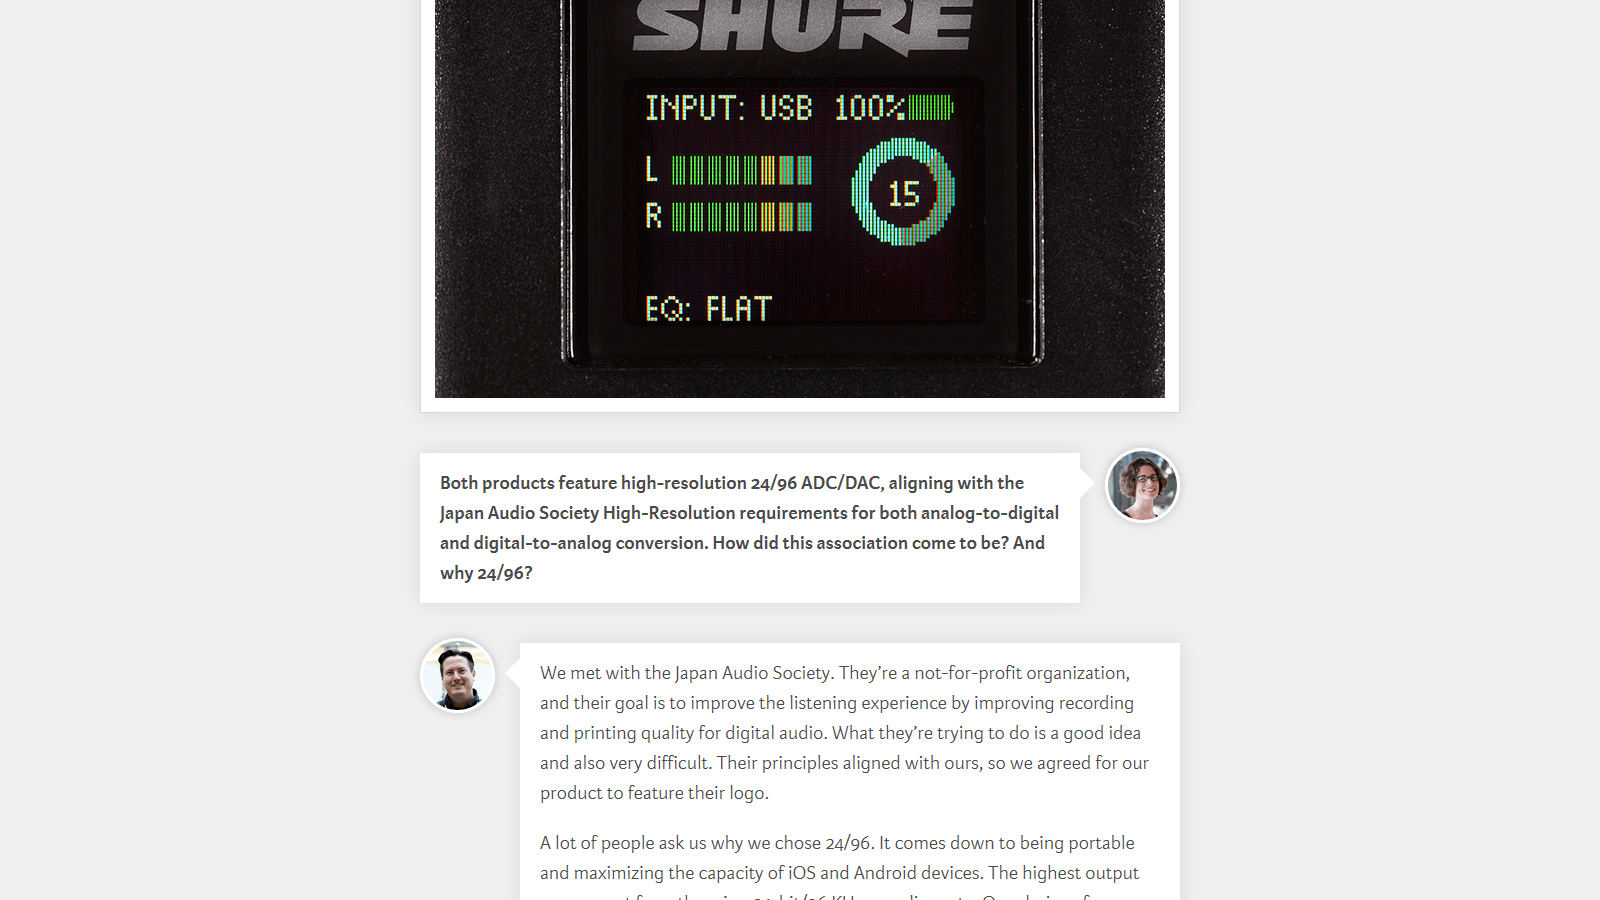 SHURE
INPUT: USB 100%
L
15
R
EQ: FLAT
Both products feature high-resolution 24/96 ADC/DAC, aligning with the
Japan Audio Society High-Resolution requirements for both analog-to-digital
and digital-to-analog conversion. How did this association come to be? And
why 24/96?
We met with the Japan Audio Society. They’re a not-for-profit organization,
and their goal is to improve the listening experience by improving recording
and printing quality for digital audio. What they’re trying to do is a good idea
and also very difficult. Their principles aligned with ours, so we agreed for our
product to feature their logo.
A lot of people ask us why we chose 24/96. It comes down to being portable
and maximizing the capacity of iOS and Android devices. The highest output